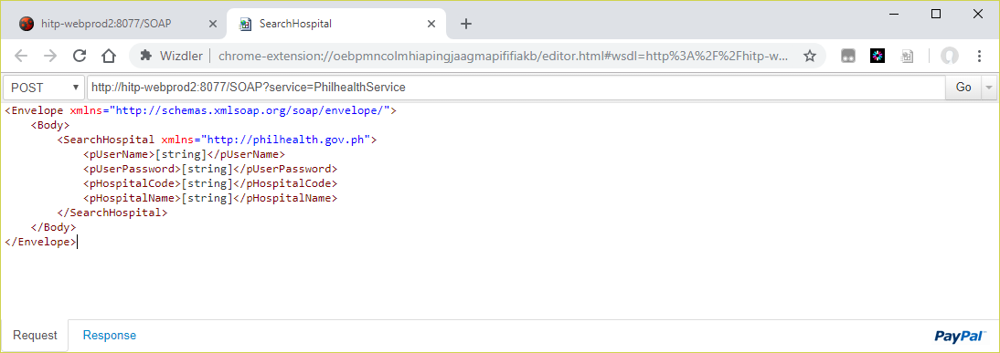 hitp-webprod2:8077/SOAP
SearchHospital
Wizdler
chrome-extension://oebpmncolmhiapingjaagmapififiakb/editor.html#wsdl=http%3A%2F%2Fhitp-w...
POST
http://hitp-webprod2:8077/SOAP?service=PhilhealthService
Go
<Envelope xmlns="http://schemas.xmlsoap.org/soap/envelope/">
<Body>
<SearchHospital xmlns="http://philhealth.gov.ph">
<pUserName>[string]</pUserName>
<pUserPassword>[string]</pUserPassword>
<pHospitalCode>[string]</pHospitalCode>
<pHospitalName>[string]</pHospitalName>
</SearchHospital>
</Body>
</Envelope>
Request
Response
PayPal